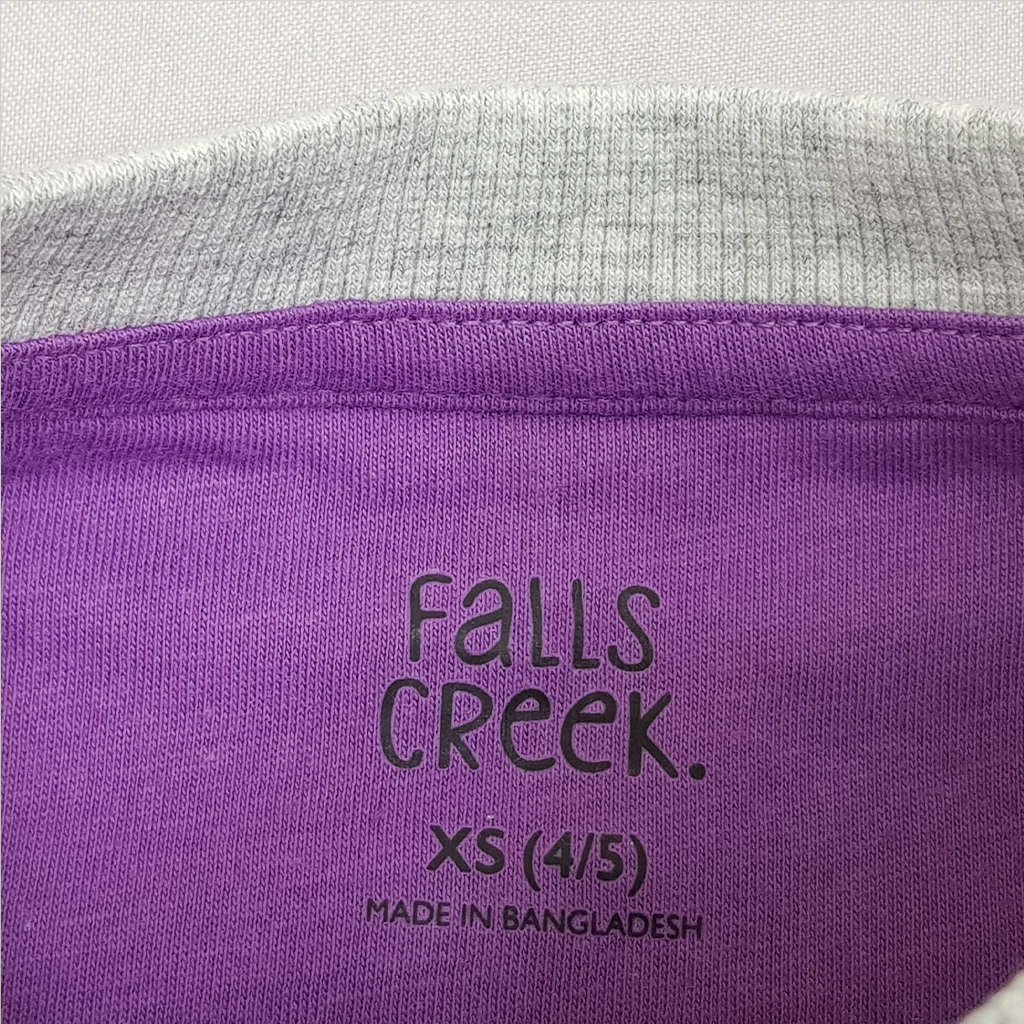 Falls
Creek.
XS (4/5)
MADE IN BANGLADESH